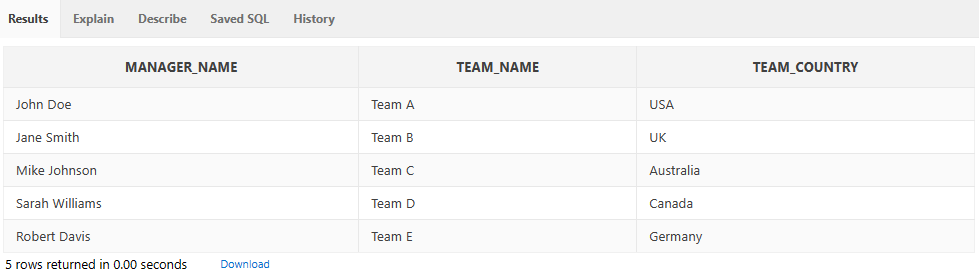 Results Explain Describe Saved SQL History
MANAGER_NAME TEAM_NAME TEAM_COUNTRY
John Doe Team A USA
Jane Smith Team B UK
Mike Johnson Team C Australia
Sarah Williams Team D Canada
Robert Davis Team E Germany
5 rows returned in 0.00 seconds Download